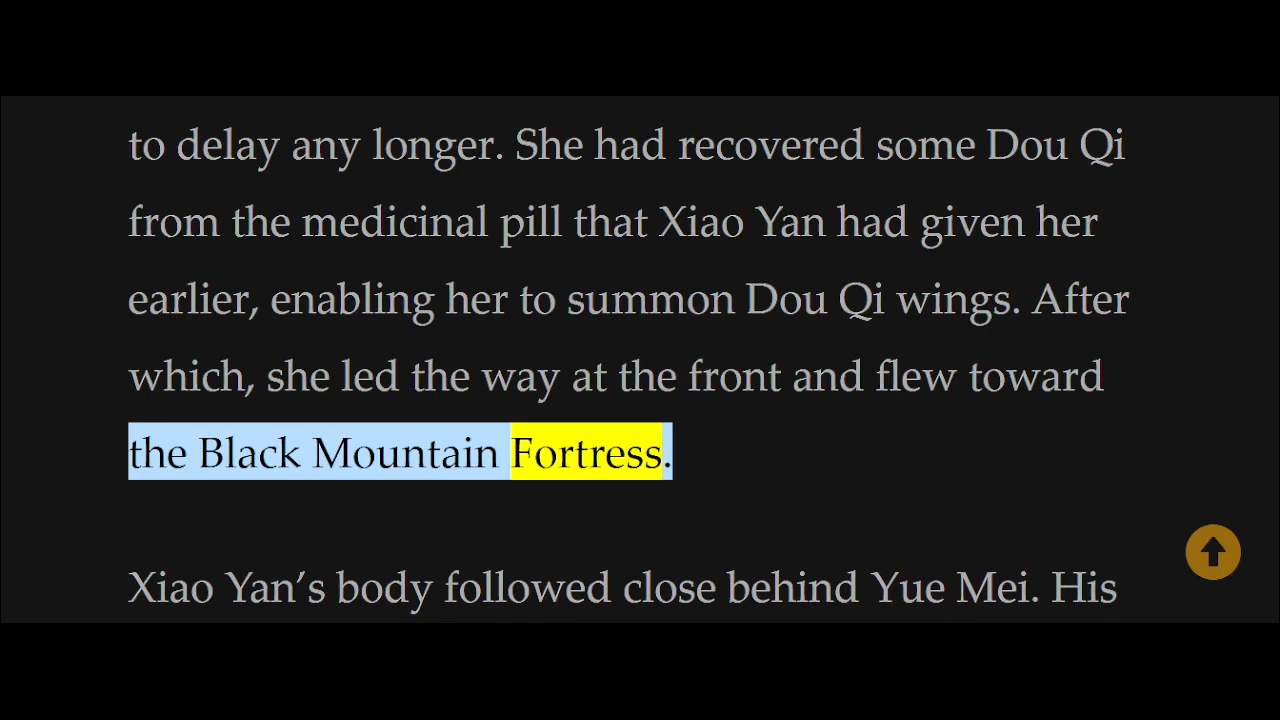 to delay any longer. She had recovered some Dou Qi
from the medicinal pill that Xiao Yan had given her
earlier, enabling her to summon Dou Qi wings. After
which, she led the way at the front and flew toward
the Black Mountain Fortress.
Xiao Yan’s body followed close behind Yue Mei. His